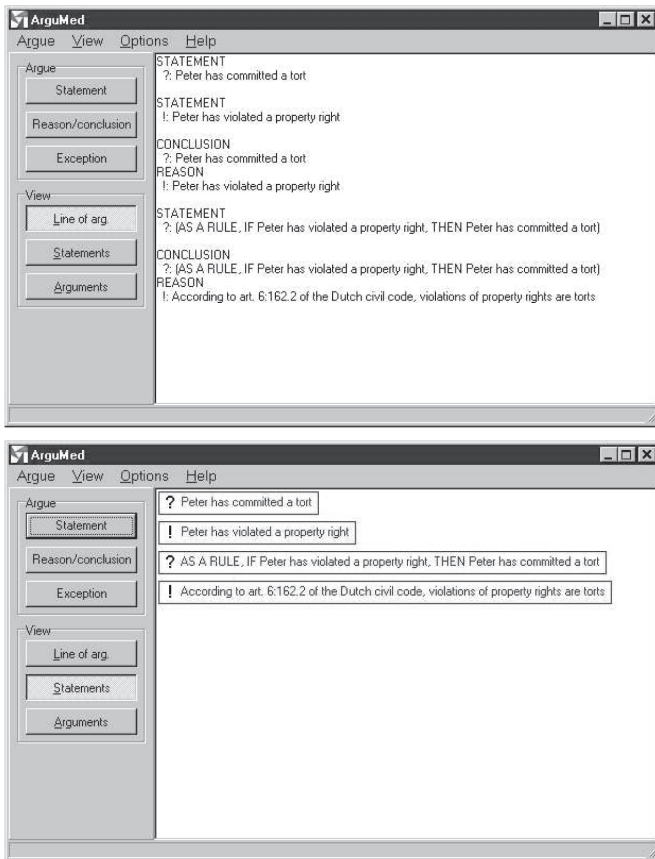 ArguMed
Argue View Options Help
Argue
Statement
Reason/conclusion
Exception
View
Line of arg.
Statements
Arguments
STATEMENT
?: Peter has committed a tort
STATEMENT
!: Peter has violated a property right
CONCLUSION
?: Peter has committed a tort
REASON
!: Peter has violated a property right
STATEMENT
?: (AS A RULE, IF Peter has violated a property right, THEN Peter has committed a tort)
CONCLUSION
?: (AS A RULE, IF Peter has violated a property right, THEN Peter has committed a tort)
REASON
!: According to art. 6:162.2 of the Dutch civil code, violations of property rights are torts
ArguMed
Argue View Options Help
Argue
Statement
Reason/conclusion
Exception
View
Line of arg.
Statements
Arguments
? Peter has committed a tort
! Peter has violated a property right
? AS A RULE, IF Peter has violated a property right, THEN Peter has committed a tort
! According to art. 6:162.2 of the Dutch civil code, violations of property rights are torts